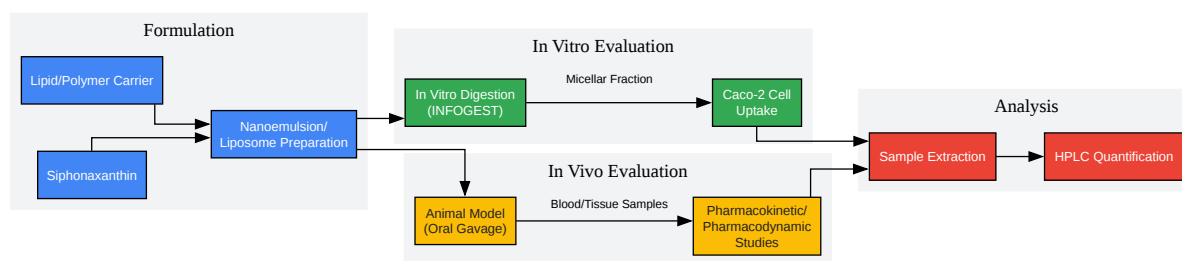 Formulation
Lipid/Polymer Carrier
Siphonaxanthin
Nanoemulsion/
Liposome Preparation
In Vitro Evaluation
In Vitro Digestion
(INFOGEST)
Micellar Fraction
Caco-2 Cell
Uptake
In Vivo Evaluation
Animal Model
(Oral Gavage)
Blood/Tissue Samples
Pharmacokinetic/
Pharmacodynamic
Studies
Analysis
Sample Extraction
HPLC Quantification